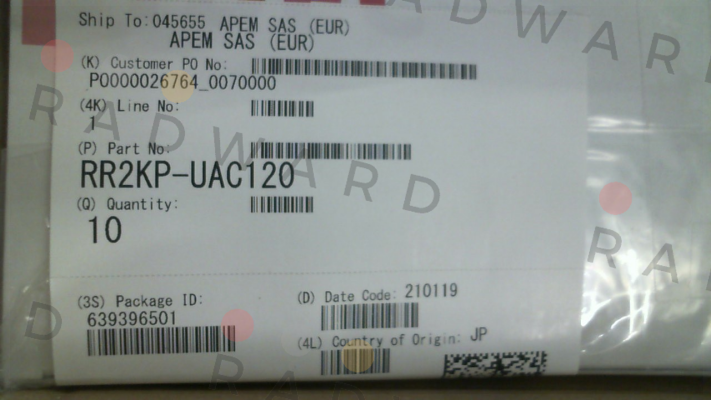 RADWARD
Ship To: 045655 APEM SAS (EUR)
APEM SAS (EUR)
(K) Customer PO No:
P0000026764_0070000
(4K) Line No:
1
RADWARD
(P) Part No:
RR2KP-UAC120
(Q) Quantity:
10
(3S) Package ID:
639396501
(D) Date Code: 210119
(4L) Country of Origin: JP